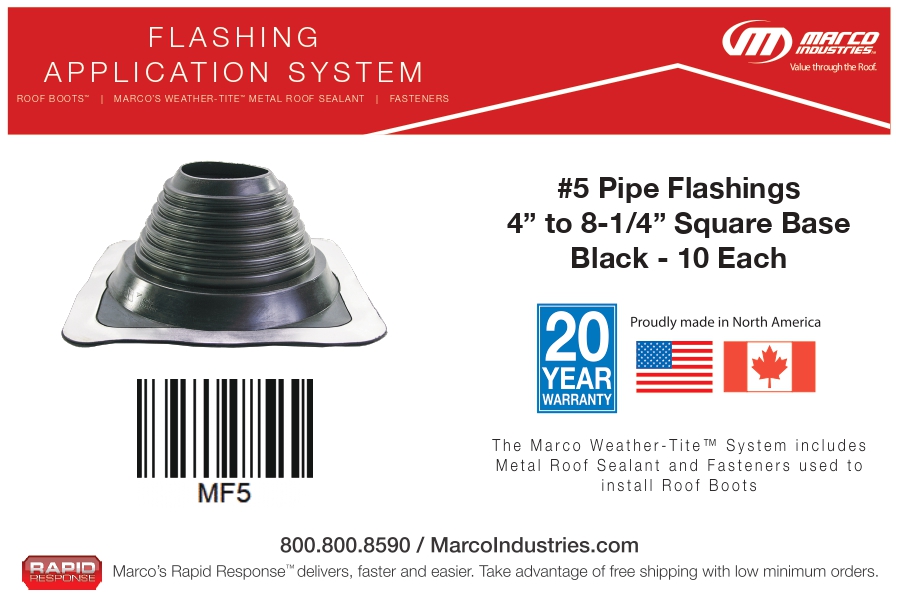 FLASHING
APPLICATION SYSTEM
ROOF BOOTS™ | MARCO'S WEATHER-TITE™ METAL ROOF SEALANT | FASTENERS
MARCO
INDUSTRIES™
Value through the Roof.
#5 Pipe Flashings
4” to 8-1/4” Square Base
Black - 10 Each
20
YEAR
WARRANTY
Proudly made in North America
MF5
The Marco Weather-Tite™ System includes
Metal Roof Sealant and Fasteners used to
install Roof Boots
800.800.8590 / MarcoIndustries.com
RAPID
RESPONSE
Marco's Rapid Response™ delivers, faster and easier. Take advantage of free shipping with low minimum orders.